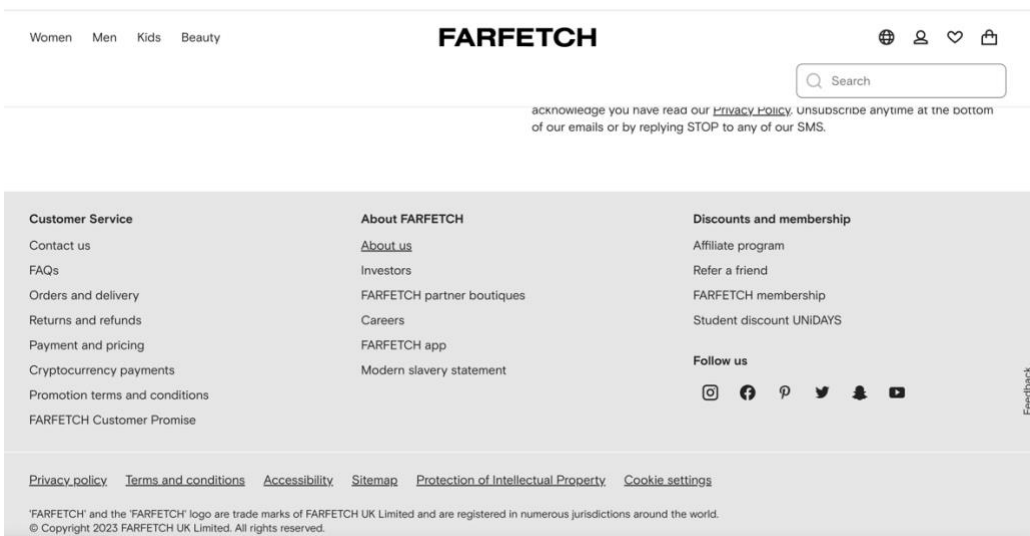 Women Men Kids Beauty
FARFETCH
Search
acknowledge you have read our Privacy Policy. Unsubscribe anytime at the bottom
of our emails or by replying STOP to any of our SMS.
Customer Service
Contact us
FAQs
Orders and delivery
Returns and refunds
Payment and pricing
Cryptocurrency payments
Promotion terms and conditions
FARFETCH Customer Promise
About FARFETCH
About us
Investors
FARFETCH partner boutiques
Careers
FARFETCH app
Modern slavery statement
Discounts and membership
Affiliate program
Refer a friend
FARFETCH membership
Student discount UNiDAYS
Follow us
Feedback
Privacy policy Terms and conditions Accessibility Sitemap Protection of Intellectual Property Cookie settings
'FARFETCH' and the 'FARFETCH' logo are trade marks of FARFETCH UK Limited and are registered in numerous jurisdictions around the world.
© Copyright 2023 FARFETCH UK Limited. All rights reserved.